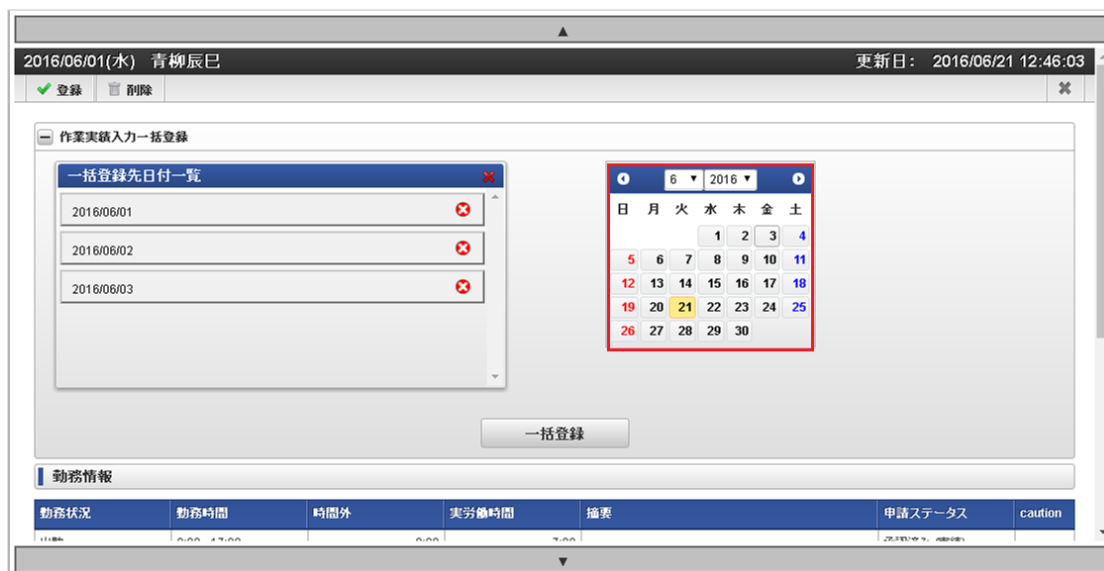 ▲
2016/06/01(水) 青柳辰巳 更新日: 2016/06/21 12:46:03
登録 削除
作業実績入力一括登録
一括登録先日付一覧
2016/06/01
2016/06/02
2016/06/03
6 ▼ 2016 ▼
日 月 火 水 木 金 土
1 2 3 4
5 6 7 8 9 10 11
12 13 14 15 16 17 18
19 20 21 22 23 24 25
26 27 28 29 30
一括登録
勤務情報
勤務状況 勤務時間 時間外 実労働時間 摘要 申請ステータス caution
▼